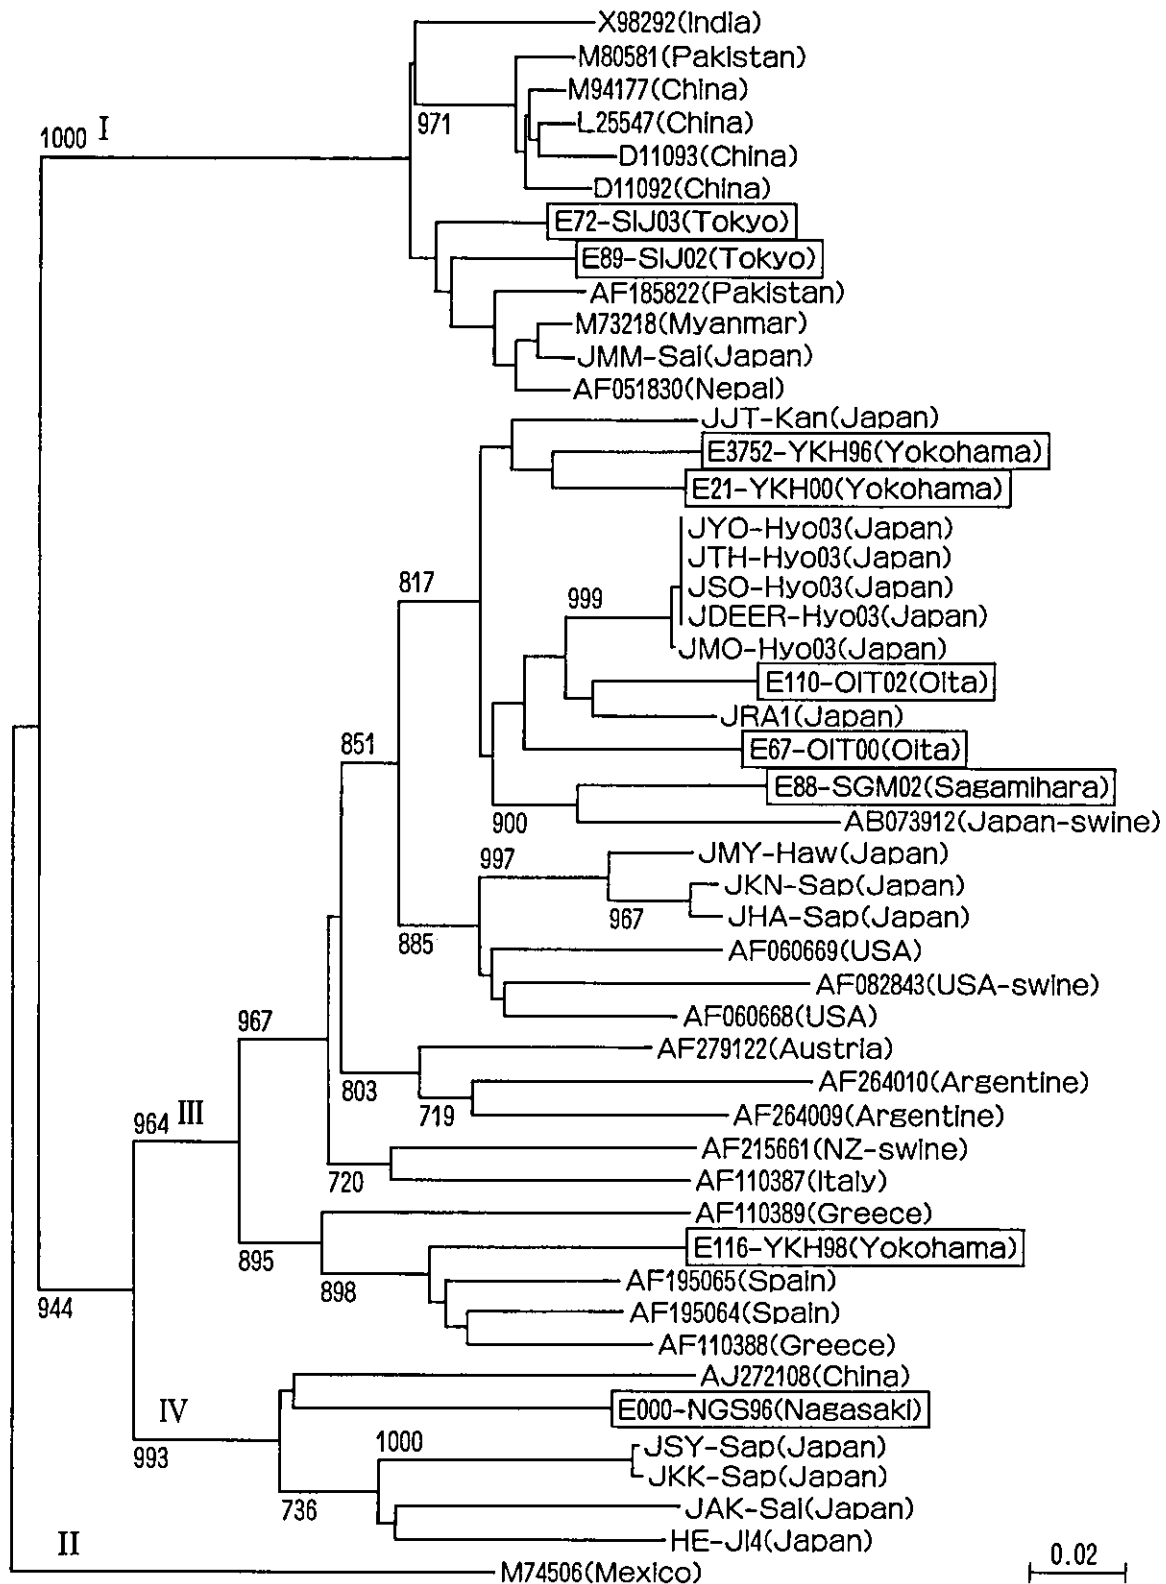 X98292(India)
M80581(Pakistan)
971
M94177(China)
1000 I
L25547(China)
D11093(China)
D11092(China)
E72-SIJ03(Tokyo)
E89-SIJ02(Tokyo)
AF185822(Pakistan)
M73218(Myanmar)
JMM-Sai(Japan)
AF051830(Nepal)
JJT-Kan(Japan)
E3752-YKH96(Yokohama)
E21-YKH00(Yokohama)
JYO-Hyo03(Japan)
JTH-Hyo03(Japan)
817
999
JSO-Hyo03(Japan)
JDEER-Hyo03(Japan)
JMO-Hyo03(Japan)
E110-OIT02(Oita)
JRA1(Japan)
851
E67-OIT00(Oita)
E88-SGM02(Sagamihara)
900
AB073912(Japan-swine)
997
JMY-Haw(Japan)
JKN-Sap(Japan)
967
JHA-Sap(Japan)
885
AF060669(USA)
AF082843(USA-swine)
967
AF060668(USA)
AF279122(Austria)
803
AF264010(Argentine)
719
AF264009(Argentine)
964 III
AF215661(NZ-swine)
720
AF110387(Italy)
AF110389(Greece)
895
E116-YKH98(Yokohama)
898
AF195065(Spain)
944
AF195064(Spain)
AF110388(Greece)
AJ272108(China)
IV
E000-NGS96(Nagasaki)
993
1000
JSY-Sap(Japan)
JKK-Sap(Japan)
736
JAK-Sai(Japan)
HE-JI4(Japan)
II
M74506(Mexico)
0.02